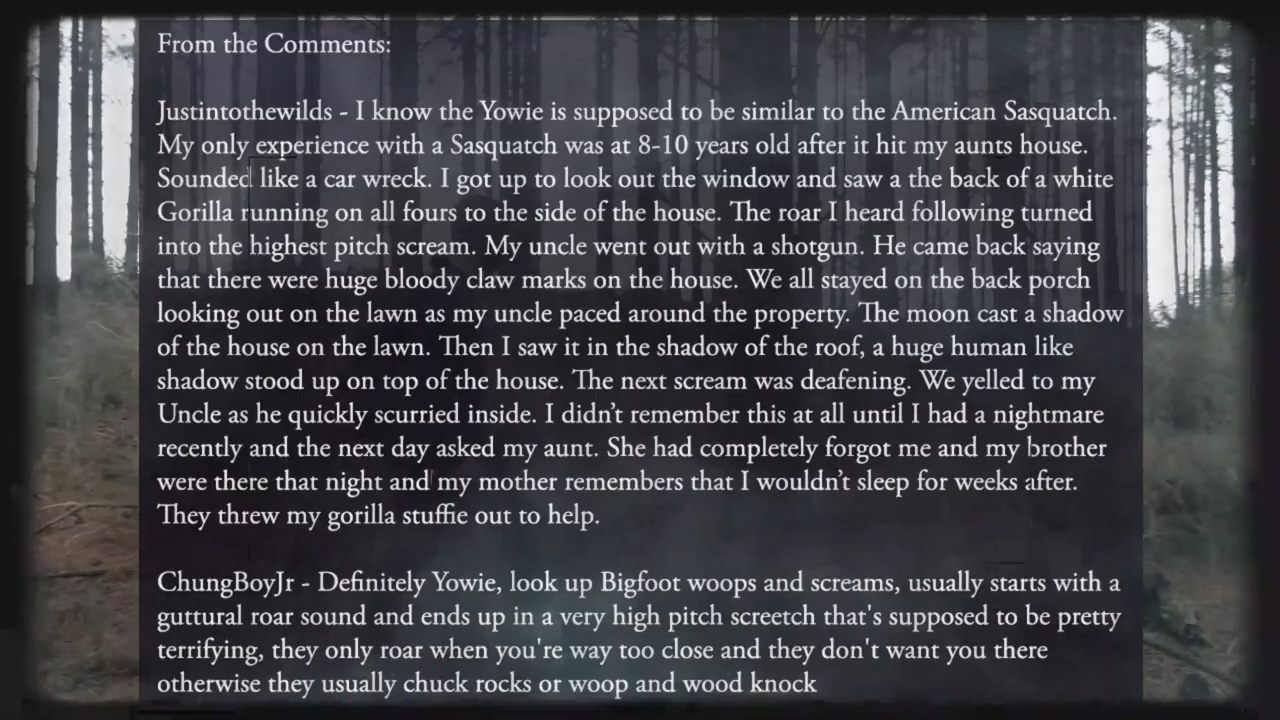 From the Comments:
Justintothewilds - I know the Yowie is supposed to be similar to the American Sasquatch.
My only experience with a Sasquatch was at 8-10 years old after it hit my aunts house.
Sounded like a car wreck. I got up to look out the window and saw a the back of a white
Gorilla running on all fours to the side of the house. The roar I heard following turned
into the highest pitch scream. My uncle went out with a shotgun. He came back saying
that there were huge bloody claw marks on the house. We all stayed on the back porch
looking out on the lawn as my uncle paced around the property. The moon cast a shadow
of the house on the lawn. Then I saw it in the shadow of the roof, a huge human like
shadow stood up on top of the house. The next scream was deafening. We yelled to my
Uncle as he quickly scurried inside. I didn't remember this at all until I had a nightmare
recently and the next day asked my aunt. She had completely forgot me and my brother
were there that night and my mother remembers that I wouldn't sleep for weeks after.
They threw my gorilla stuffie out to help.
ChungBoyJr - Definitely Yowie, look up Bigfoot woops and screams, usually starts with a
guttural roar sound and ends up in a very high pitch screetch that's supposed to be pretty
terrifying, they only roar when you're way too close and they don't want you there
otherwise they usually chuck rocks or woop and wood knock